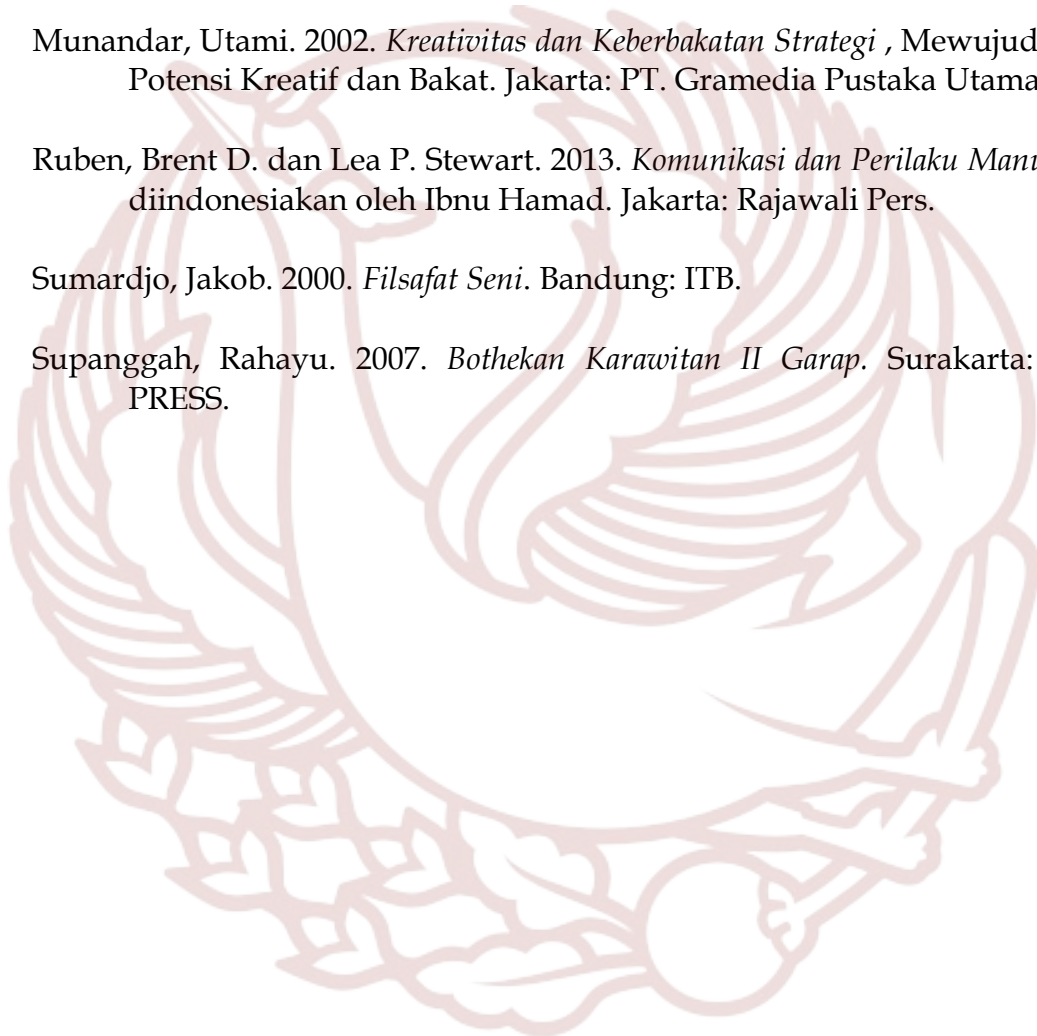 Munandar, Utami. 2002. Kreativitas dan Keberbakatan Strategi , Mewujud
Potensi Kreatif dan Bakat. Jakarta: PT. Gramedia Pustaka Utama
Ruben, Brent D. dan Lea P. Stewart. 2013. Komunikasi dan Perilaku Manu
diindonesiakan oleh Ibnu Hamad. Jakarta: Rajawali Pers.
Sumardjo, Jakob. 2000. Filsafat Seni. Bandung: ITB.
Supanggah, Rahayu. 2007. Bothekan Karawitan II Garap. Surakarta:
PRESS.